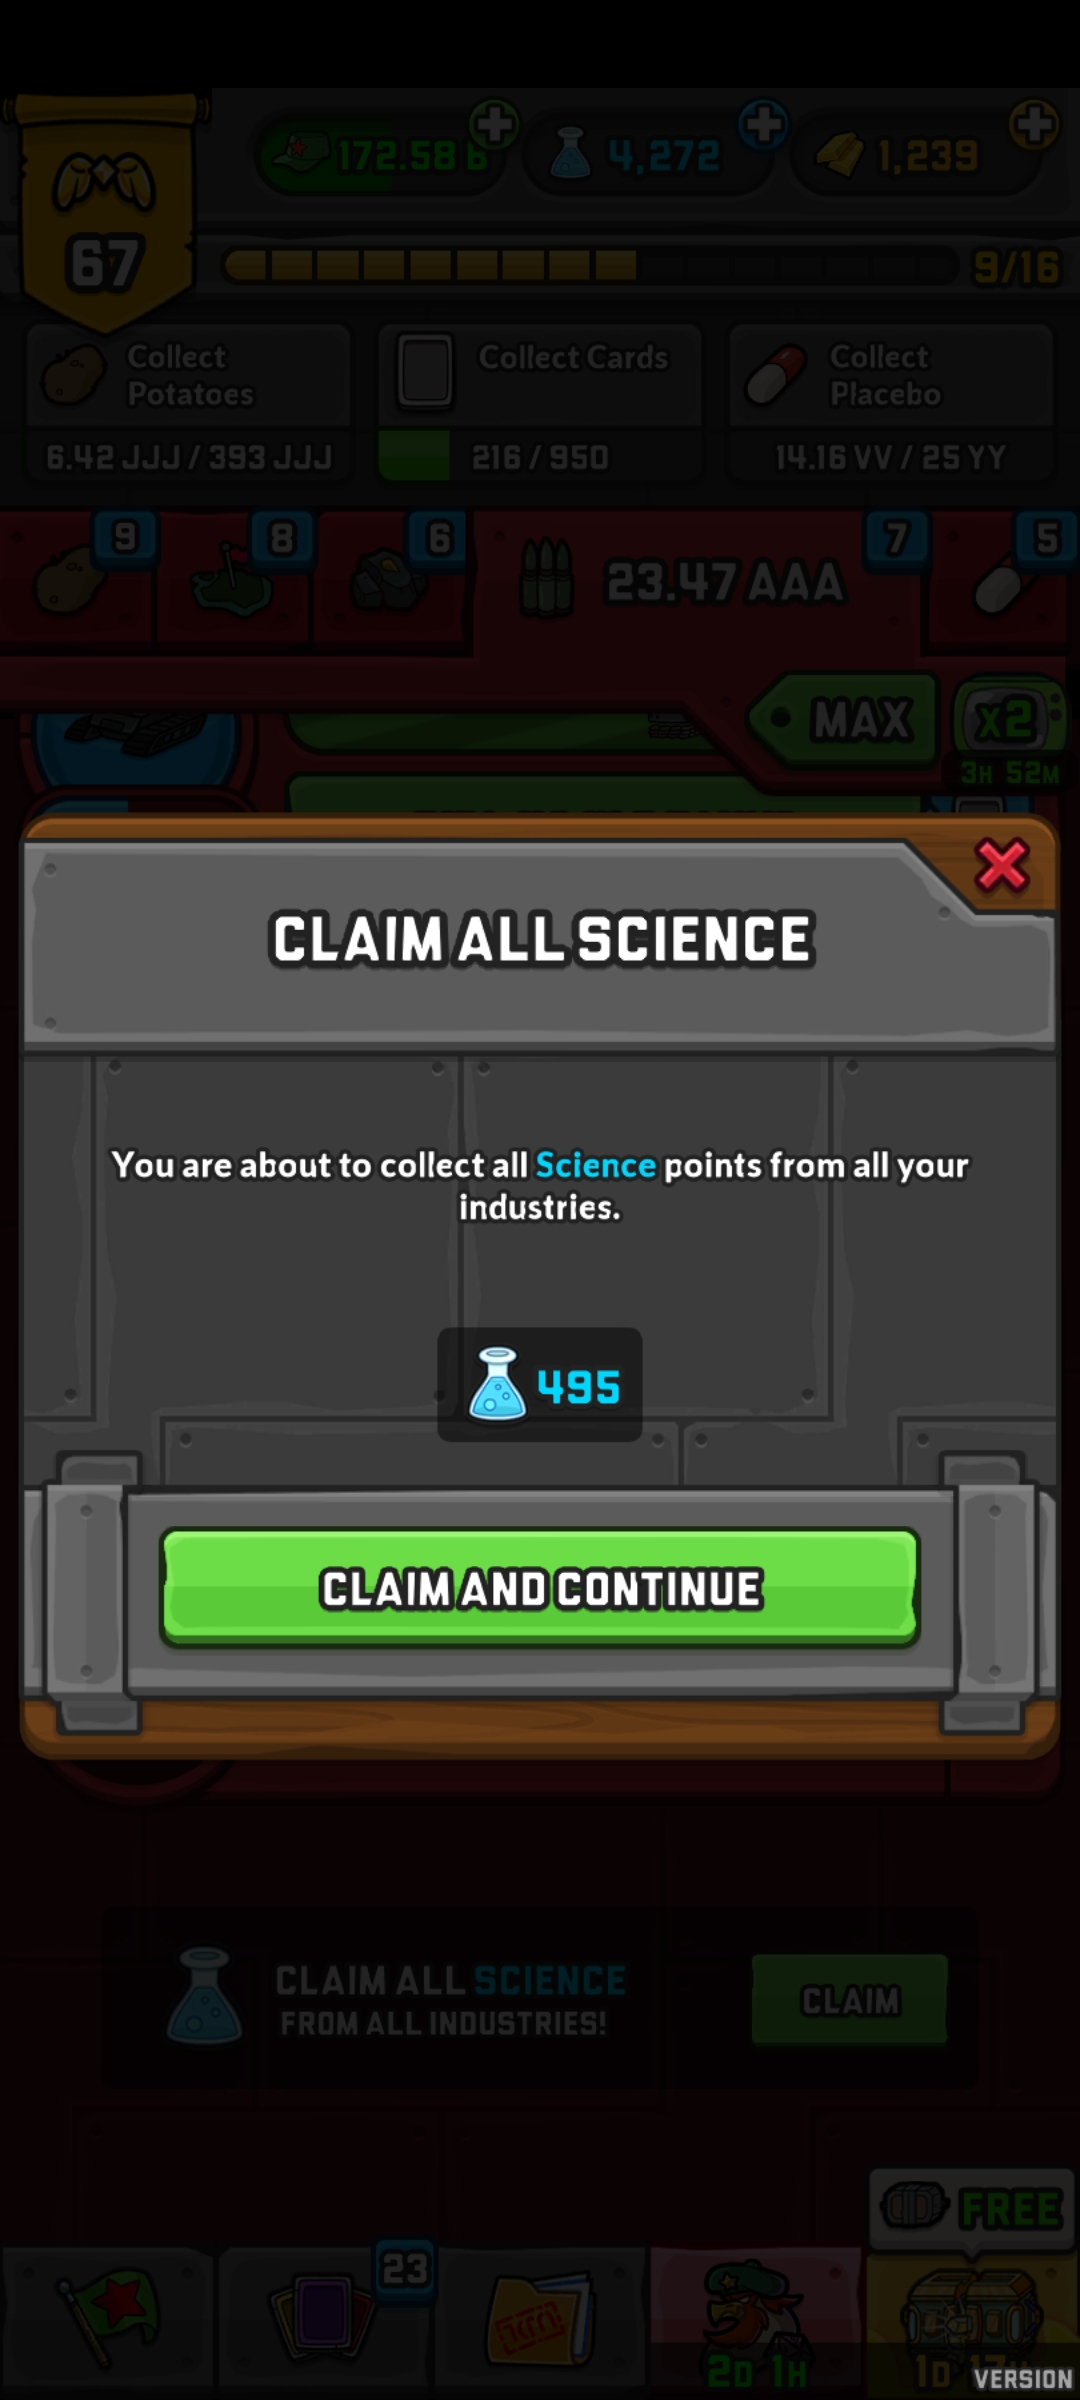 172.58 B
4,272
1,239
67
9/16
Collect
Potatoes
Collect Cards
Collect
Placebo
6.42 JJJ / 393 JJJ
216 / 950
14.16 VV / 25 YY
9
8
6
23.47 AAA
7
5
MAX
X2
3H 52M
CLAIM ALL SCIENCE
You are about to collect all Science points from all your
industries.
495
CLAIM AND CONTINUE
CLAIM ALL SCIENCE
FROM ALL INDUSTRIES!
CLAIM
FREE
23
2D 1H
1D 17H
VERSION